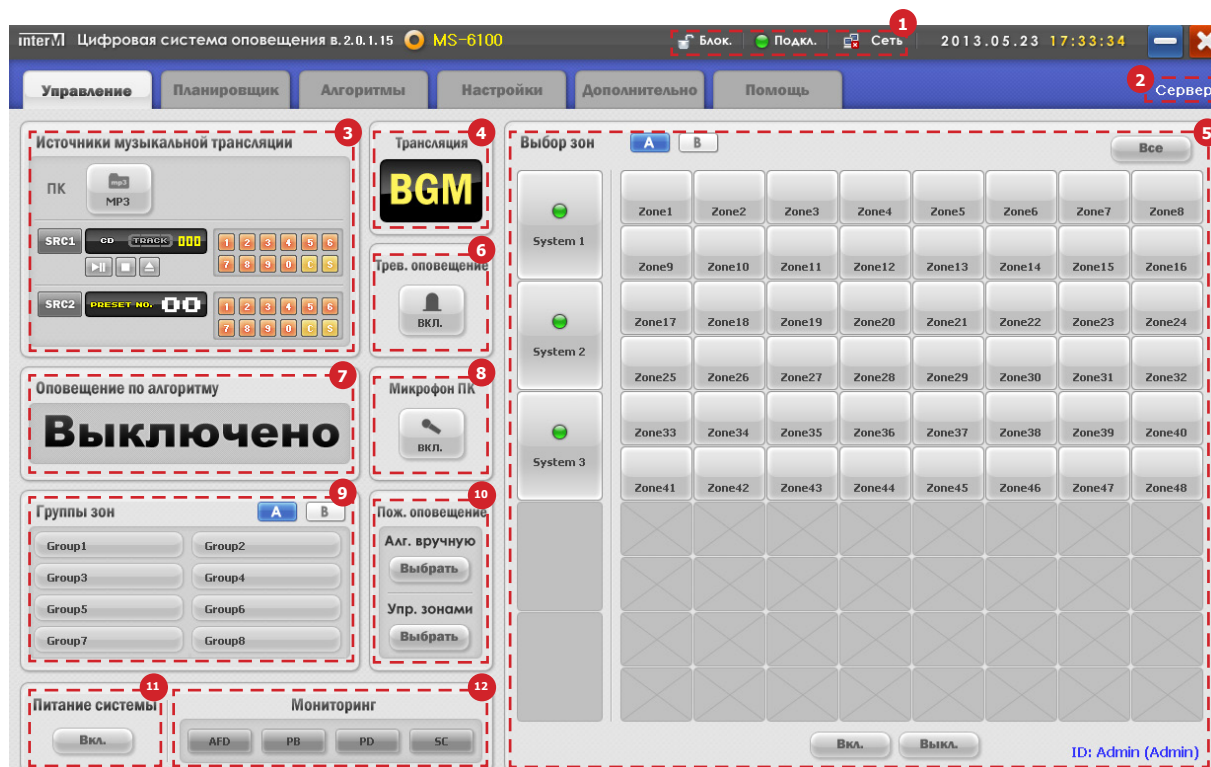 1
interM Цифровая система оповещения в.2.0.1.15 MS-6100 Блок. Подкл. Сеть 2013.05.23 17:33:34
Управление Планировщик Алгоритмы Настройки Дополнительно Помощь 2 Сервер
Источники музыкальной трансляции 3
ПК mp3 MP3
SRC1 CD TRACK 000 1 2 3 4 5 6
7 8 9 0 C S
SRC2 PRESET NO. 00 1 2 3 4 5 6
7 8 9 0 C S
Трансляция 4
BGM
Трев. оповещение 6
вкл.
Оповещение по алгоритму 7
Выключено
Микрофон ПК 8
вкл.
Группы зон A B 9
Group1 Group2
Group3 Group4
Group5 Group6
Group7 Group8
10
Пож. оповещение
Алг. вручную
Выбрать
Упр. зонами
Выбрать
Питание системы 11
Вкл.
Мониторинг 12
AFD PB PD SC
Выбор зон A B Все 5
System 1
System 2
System 3
Zone1 Zone2 Zone3 Zone4 Zone5 Zone6 Zone7 Zone8
Zone9 Zone10 Zone11 Zone12 Zone13 Zone14 Zone15 Zone16
Zone17 Zone18 Zone19 Zone20 Zone21 Zone22 Zone23 Zone24
Zone25 Zone26 Zone27 Zone28 Zone29 Zone30 Zone31 Zone32
Zone33 Zone34 Zone35 Zone36 Zone37 Zone38 Zone39 Zone40
Zone41 Zone42 Zone43 Zone44 Zone45 Zone46 Zone47 Zone48
Вкл. Выкл.
ID: Admin (Admin)